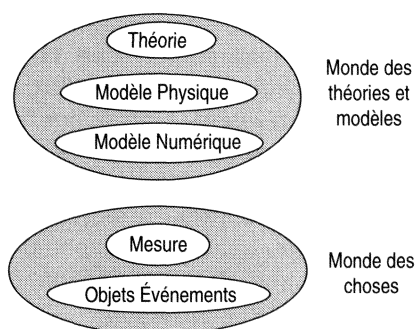 Théorie
Modèle Physique
Modèle Numérique
Monde des
théories et
modèles
Mesure
Objets Événements
Monde des
choses